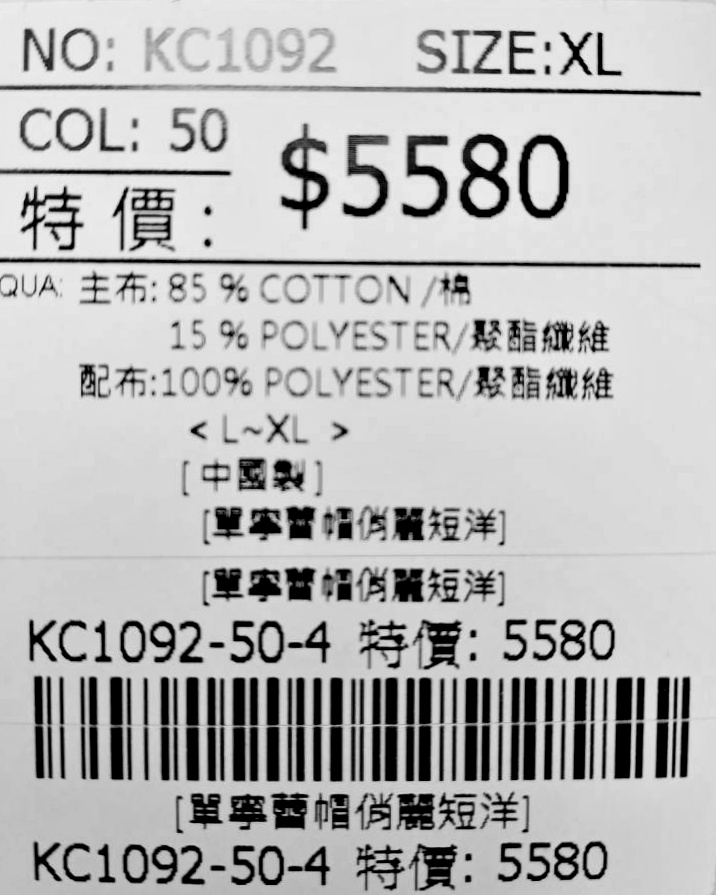 NO: KC1092 SIZE:XL
COL: 50
$5580
特價:
QUA: 主布: 85 % COTTON /棉
15 % POLYESTER/聚酯纖維
配布:100% POLYESTER/聚酯纖維
< L~XL >
[ 中國製 ]
[單寧蕾帽俏麗短洋]
[單寧蕾帽俏麗短洋]
KC1092-50-4 特價: 5580
[單寧蕾帽俏麗短洋]
KC1092-50-4 特價: 5580